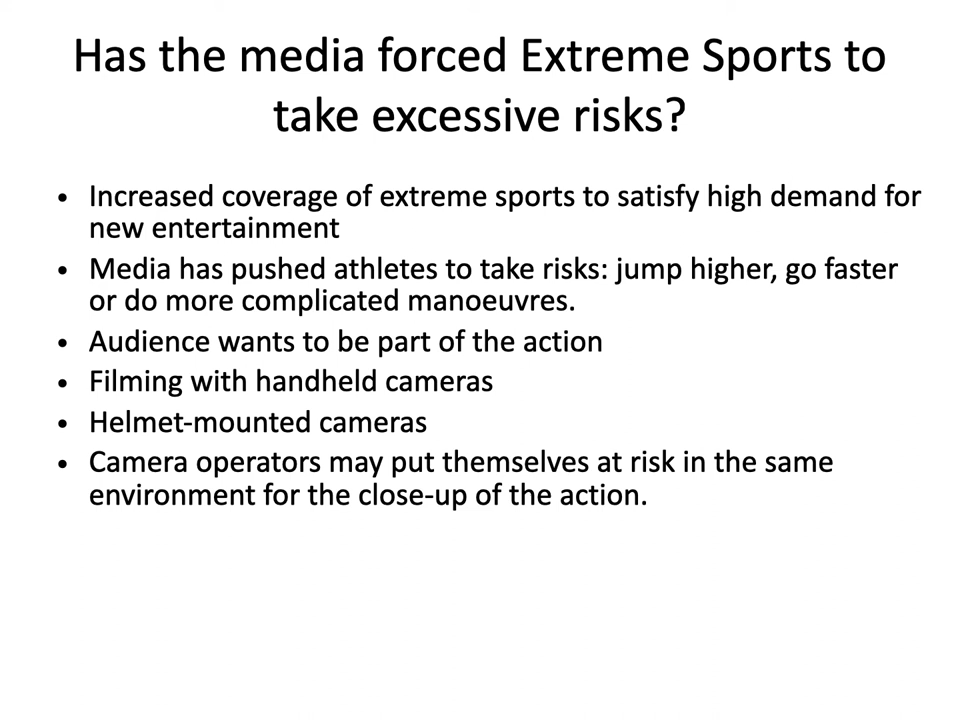 Has the media forced Extreme Sports to
take excessive risks?
• Increased coverage of extreme sports to satisfy high demand for
new entertainment
• Media has pushed athletes to take risks: jump higher, go faster
or do more complicated manoeuvres.
• Audience wants to be part of the action
• Filming with handheld cameras
• Helmet-mounted cameras
• Camera operators may put themselves at risk in the same
environment for the close-up of the action.